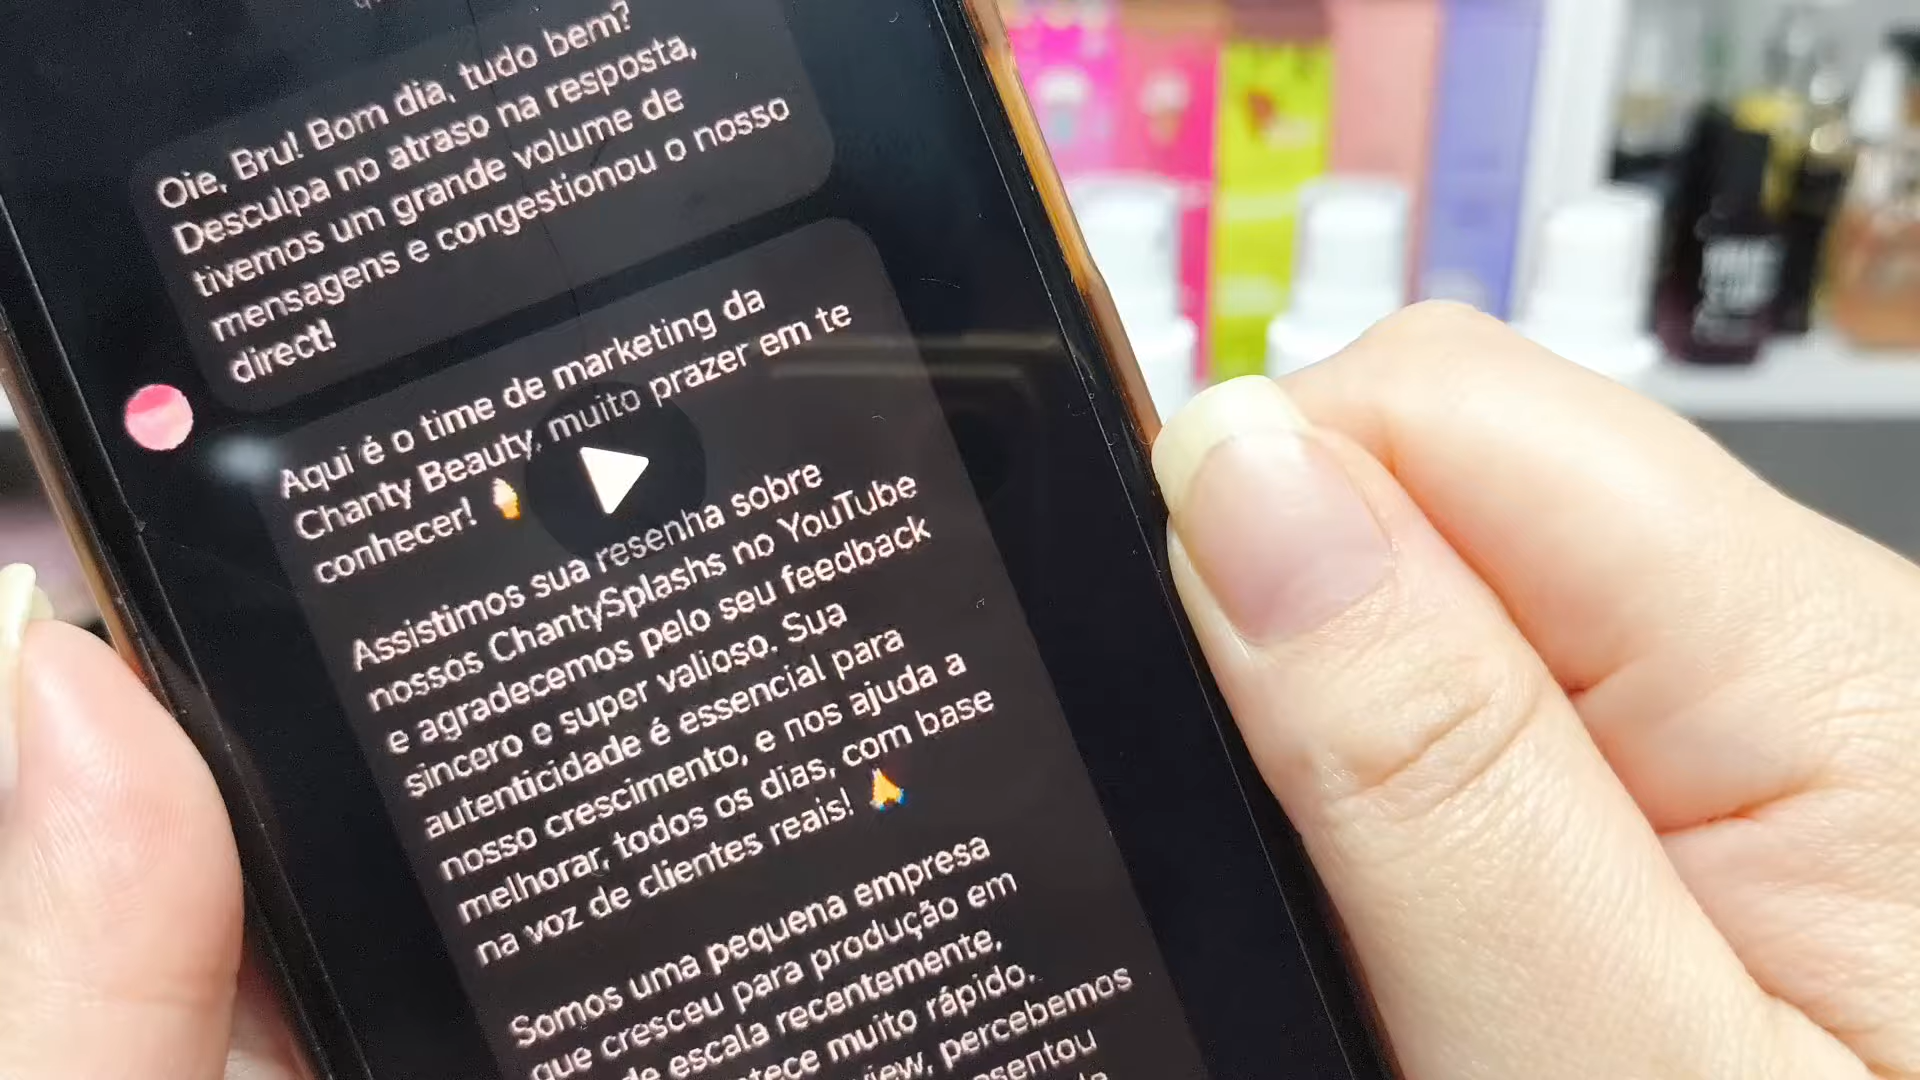 Oie, Bru! Bom dia, tudo bem?
Desculpa no atraso na resposta,
tivemos um grande volume de
mensagens e congestionou o nosso
direct!
Aqui é o time de marketing da
Chanty Beauty, muito prazer em te
conhecer! 🍦
Assistimos sua resenha sobre
nossos ChantySplashs no YouTube
e agradecemos pelo seu feedback
sincero e super valioso. Sua
autenticidade é essencial para
nosso crescimento, e nos ajuda a
melhorar, todos os dias, com base
na voz de clientes reais! 🙏
Somos uma pequena empresa
que cresceu para produção em
escala recentemente,
muito rápido,
percebemos